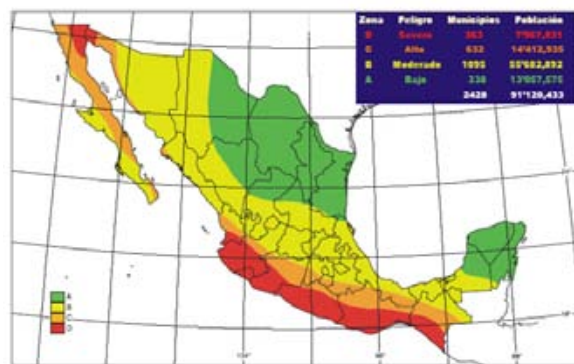 Zona Peligro Municipios Población
D Severo 363 7'967,031
C Alto 632 14'412,935
B Moderado 1095 55'682,892
A Bajo 338 13'057,575
2428 91'120,433
A
B
C
D